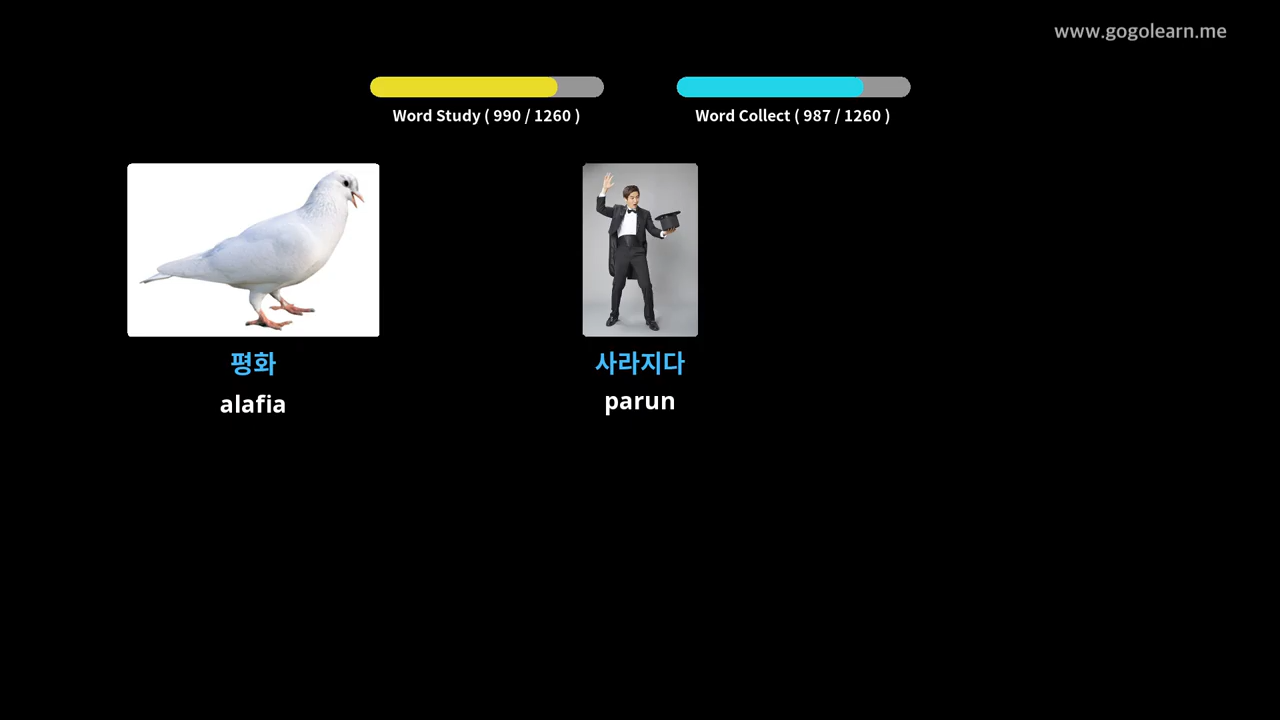 www.gogolearn.me
Word Study ( 990 / 1260 )
Word Collect ( 987 / 1260 )
평화
alafia
사라지다
parun